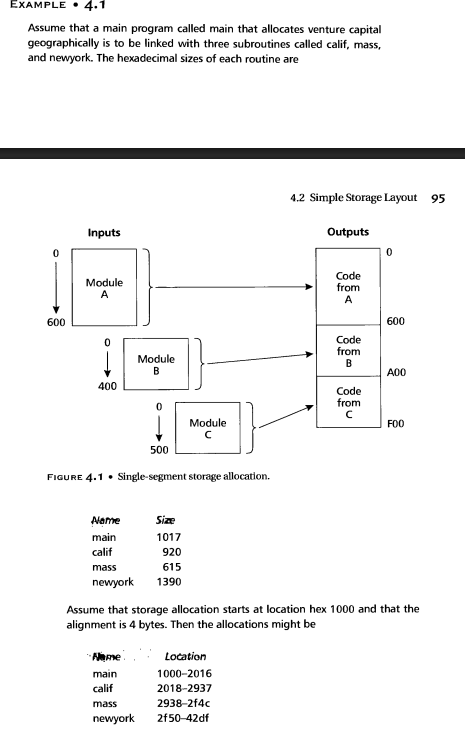 EXAMPLE • 4.1
Assume that a main program called main that allocates venture capital
geographically is to be linked with three subroutines called calif, mass,
and newyork. The hexadecimal sizes of each routine are
4.2 Simple Storage Layout 95
Inputs Outputs
0 0
Module
A
Code
from
A
600 600
0
Module
B
Code
from
B
400 A00
0
Module
C
Code
from
C
500 F00
FIGURE 4.1 • Single-segment storage allocation.
Name Size
main 1017
calif 920
mass 615
newyork 1390
Assume that storage allocation starts at location hex 1000 and that the
alignment is 4 bytes. Then the allocations might be
Name Location
main 1000–2016
calif 2018–2937
mass 2938–2f4c
newyork 2f50–42df